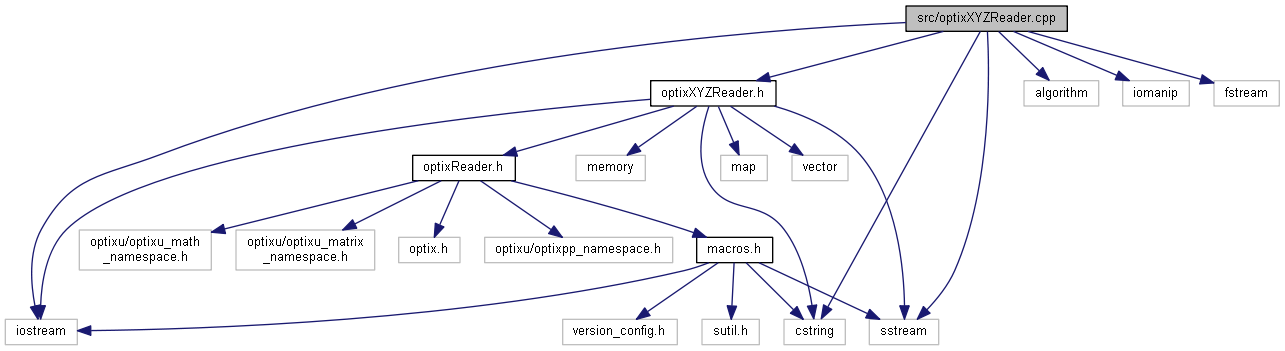 src/optixXYZReader.cpp
optixXYZReader.h
algorithm
iomanip
fstream
optixReader.h
memory
map
vector
optixu/optixu_math
_namespace.h
optixu/optixu_matrix
_namespace.h
optix.h
optixu/optixpp_namespace.h
macros.h
iostream
version_config.h
sutil.h
cstring
sstream